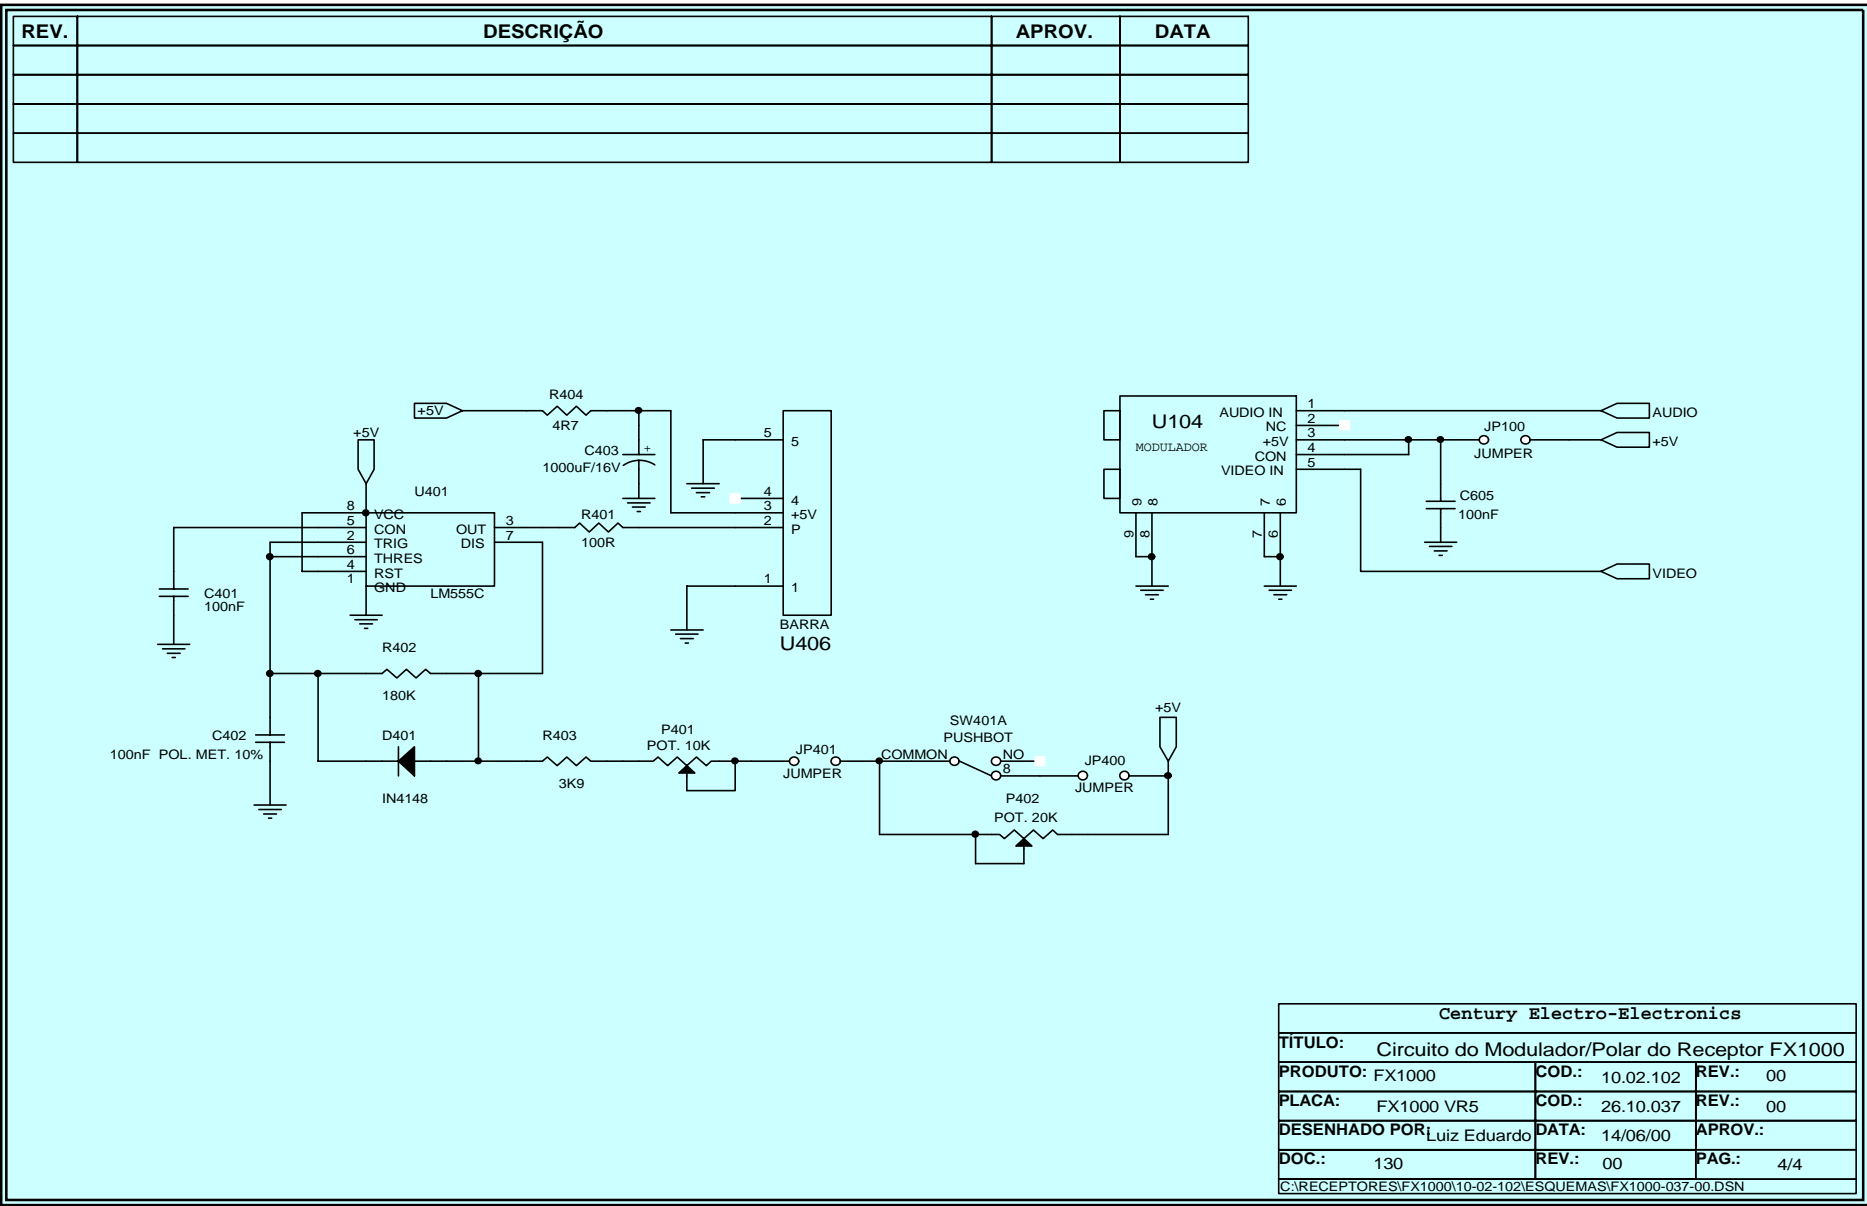 REV. DESCRIÇÃO APROV. DATA
R404
+5V
4R7
+5V
C403 +
1000uF/16V
U401
8 VCC
5 CON
2 TRIG
6 THRES
4 RST
1 GND
OUT 3
DIS 7
LM555C
R401
100R
5 5
4 4
3 +5V
2 P
1 1
BARRA
U406
C401
100nF
R402
180K
C402
100nF POL. MET. 10%
D401
IN4148
R403
3K9
P401
POT. 10K
JP401
JUMPER
SW401A
PUSHBOT
COMMON
NO
8
JP400
JUMPER
+5V
P402
POT. 20K
U104
MODULADOR
AUDIO IN 1
NC 2
+5V 3
CON 4
VIDEO IN 5
9 8 7 6
9 8 7 6
AUDIO
JP100
JUMPER
+5V
C605
100nF
VIDEO
Century Electro-Electronics
TÍTULO: Circuito do Modulador/Polar do Receptor FX1000
PRODUTO: FX1000 COD.: 10.02.102 REV.: 00
PLACA: FX1000 VR5 COD.: 26.10.037 REV.: 00
DESENHADO POR: Luiz Eduardo DATA: 14/06/00 APROV.:
DOC.: 130 REV.: 00 PAG.: 4/4
C:\RECEPTORES\FX1000\10-02-102\ESQUEMAS\FX1000-037-00.DSN